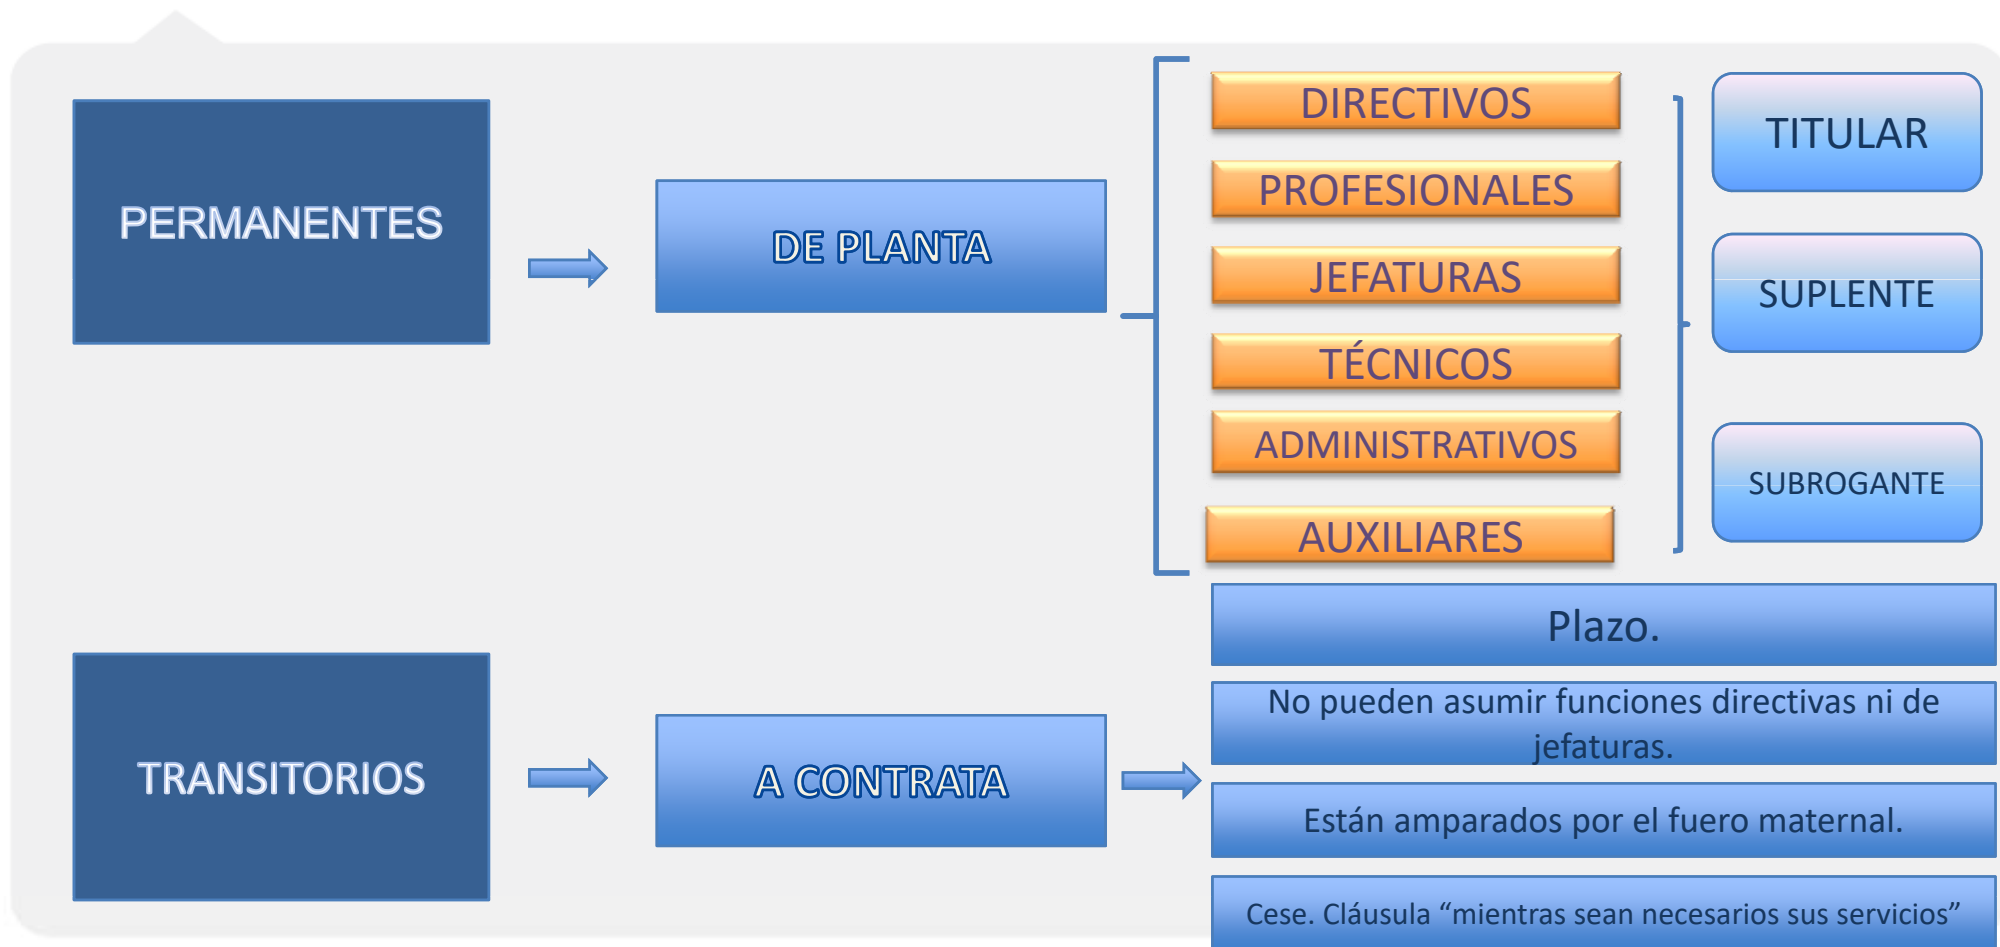 PERMANENTES
DE PLANTA
DIRECTIVOS
PROFESIONALES
JEFATURAS
TÉCNICOS
ADMINISTRATIVOS
AUXILIARES
TITULAR
SUPLENTE
SUBROGANTE
TRANSITORIOS
A CONTRATA
Plazo.
No pueden asumir funciones directivas ni de
jefaturas.
Están amparados por el fuero maternal.
Cese. Cláusula “mientras sean necesarios sus servicios”